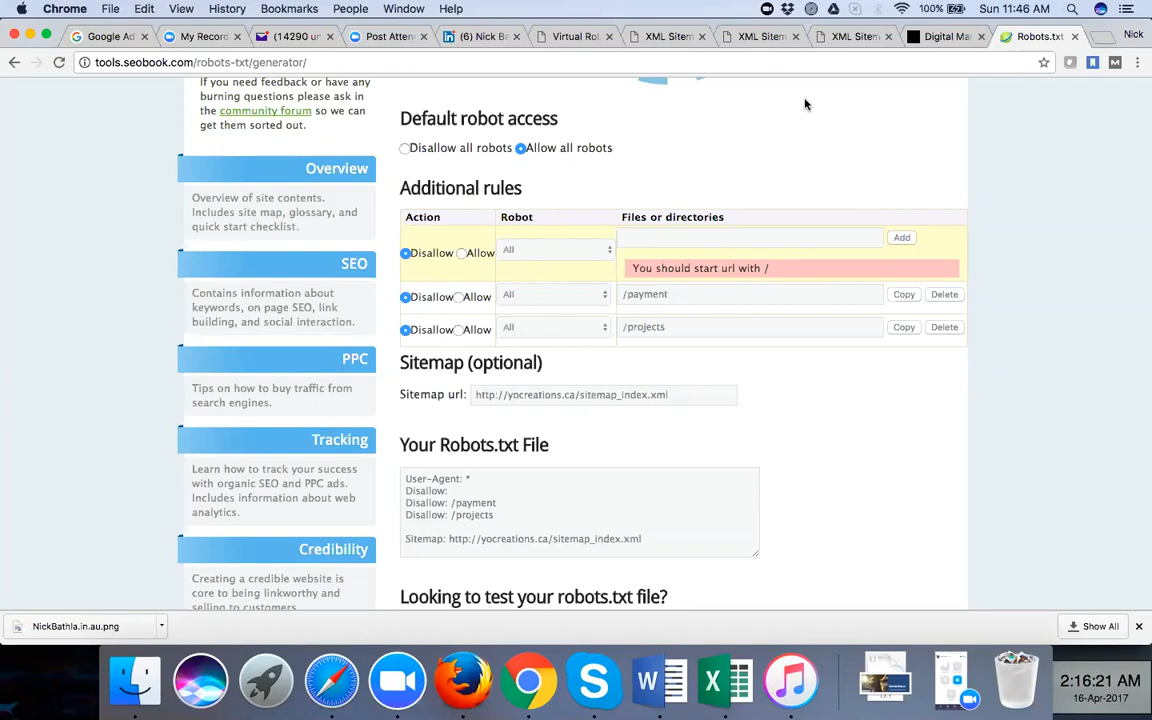 Chrome File Edit View History Bookmarks People Window Help 100% Sun 11:46 AM
Google Ad My Record (14290 un Post Atten (6) Nick Ba Virtual Ro XML Sitem XML Sitem XML Sitem Digital Ma Robots.txt Nick
tools.seobook.com/robots-txt/generator/
If you need feedback or have any
burning questions please ask in
the community forum so we can
get them sorted out.
Overview
Overview of site contents.
Includes site map, glossary, and
quick start checklist.
SEO
Contains information about
keywords, on page SEO, link
building, and social interaction.
PPC
Tips on how to buy traffic from
search engines.
Tracking
Learn how to track your success
with organic SEO and PPC ads.
Includes information about web
analytics.
Credibility
Creating a credible website is
core to being linkworthy and
selling to customers.
Default robot access
Disallow all robots Allow all robots
Additional rules
Action Robot Files or directories
Disallow Allow All Add
You should start url with /
Disallow Allow All /payment Copy Delete
Disallow Allow All /projects Copy Delete
Sitemap (optional)
Sitemap url: http://yocreations.ca/sitemap_index.xml
Your Robots.txt File
User-Agent: *
Disallow:
Disallow: /payment
Disallow: /projects
Sitemap: http://yocreations.ca/sitemap_index.xml
Looking to test your robots.txt file?
NickBathla.in.au.png Show All
2:16:21 AM
16-Apr-2017